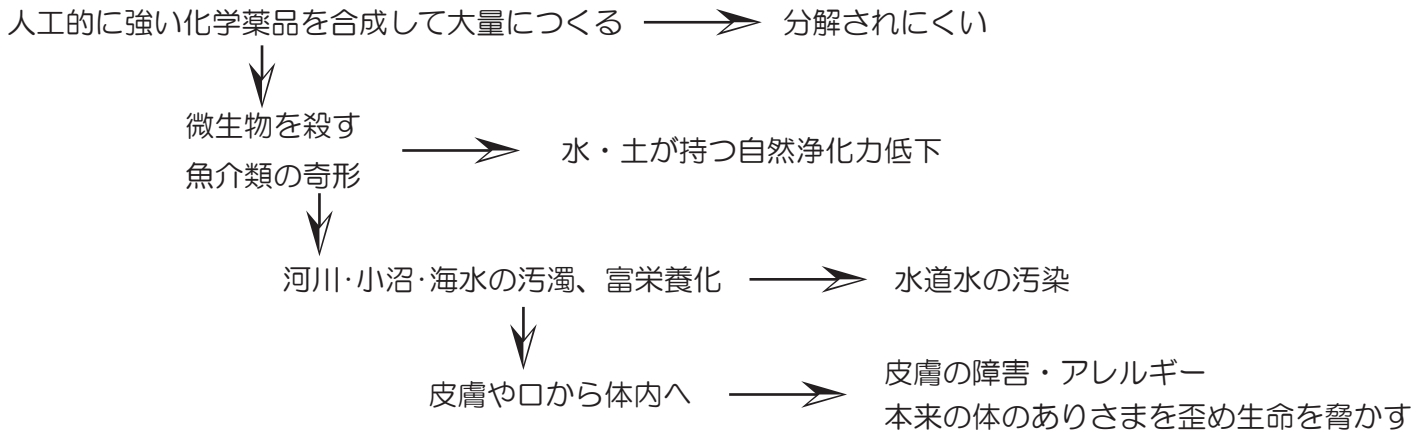 人工的に強い化学薬品を合成して大量につくる
分解されにくい
微生物を殺す
魚介類の奇形
水・土が持つ自然浄化力低下
河川･小沼･海水の汚濁、富栄養化
水道水の汚染
皮膚や口から体内へ
皮膚の障害・アレルギー
本来の体のありさまを歪め生命を脅かす